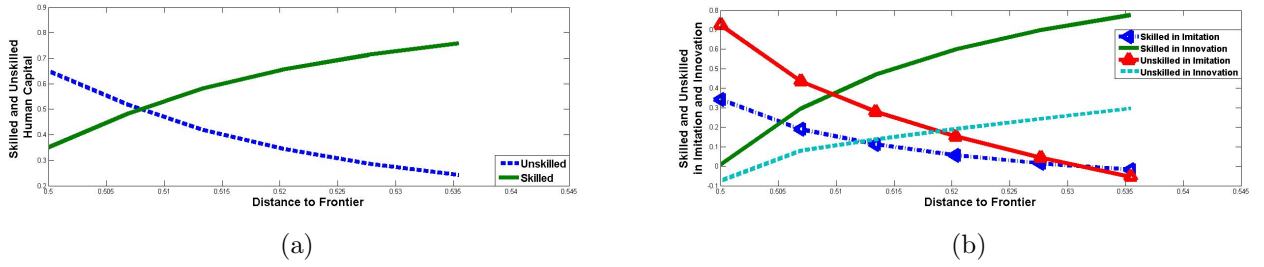 0.9
0.8
0.7
0.6
0.5
0.4
0.3
0.2
Skilled and Unskilled
Human Capital
Unskilled
Skilled
0.5 0.505 0.51 0.515 0.52 0.525 0.53 0.535 0.54 0.545
Distance to Frontier
(a)
0.8
0.7
0.6
0.5
0.4
0.3
0.2
0.1
0
-0.1
Skilled and Unskilled
in Imitation and Innovation
Skilled in Imitation
Skilled in Innovation
Unskilled in Imitation
Unskilled in Innovation
0.5 0.505 0.51 0.515 0.52 0.525 0.53 0.535 0.54 0.545
Distance to Frontier
(b)